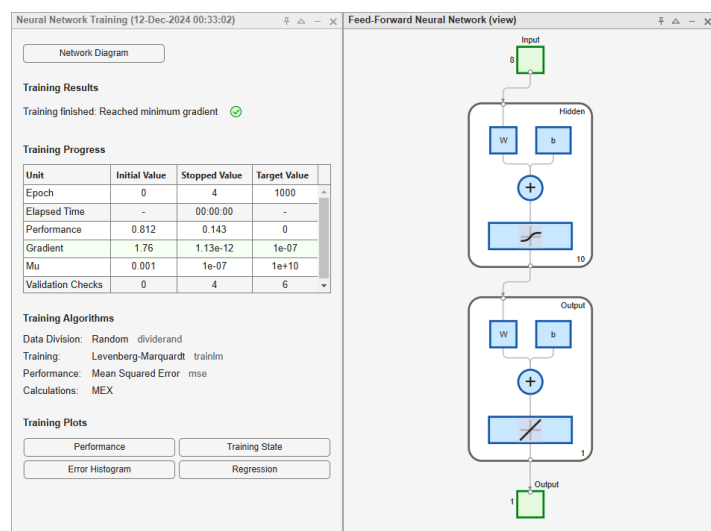 Neural Network Training (12-Dec-2024 00:33:02)
Network Diagram
Training Results
Training finished: Reached minimum gradient
Training Progress
Unit Initial Value Stopped Value Target Value
Epoch 0 4 1000
Elapsed Time - 00:00:00 -
Performance 0.812 0.143 0
Gradient 1.76 1.13e-12 1e-07
Mu 0.001 1e-07 1e+10
Validation Checks 0 4 6
Training Algorithms
Data Division: Random dividerand
Training: Levenberg-Marquardt trainlm
Performance: Mean Squared Error mse
Calculations: MEX
Training Plots
Performance Training State
Error Histogram Regression
Feed-Forward Neural Network (view)
Input
8
Hidden
W b
+
10
Output
W b
+
1
Output
1